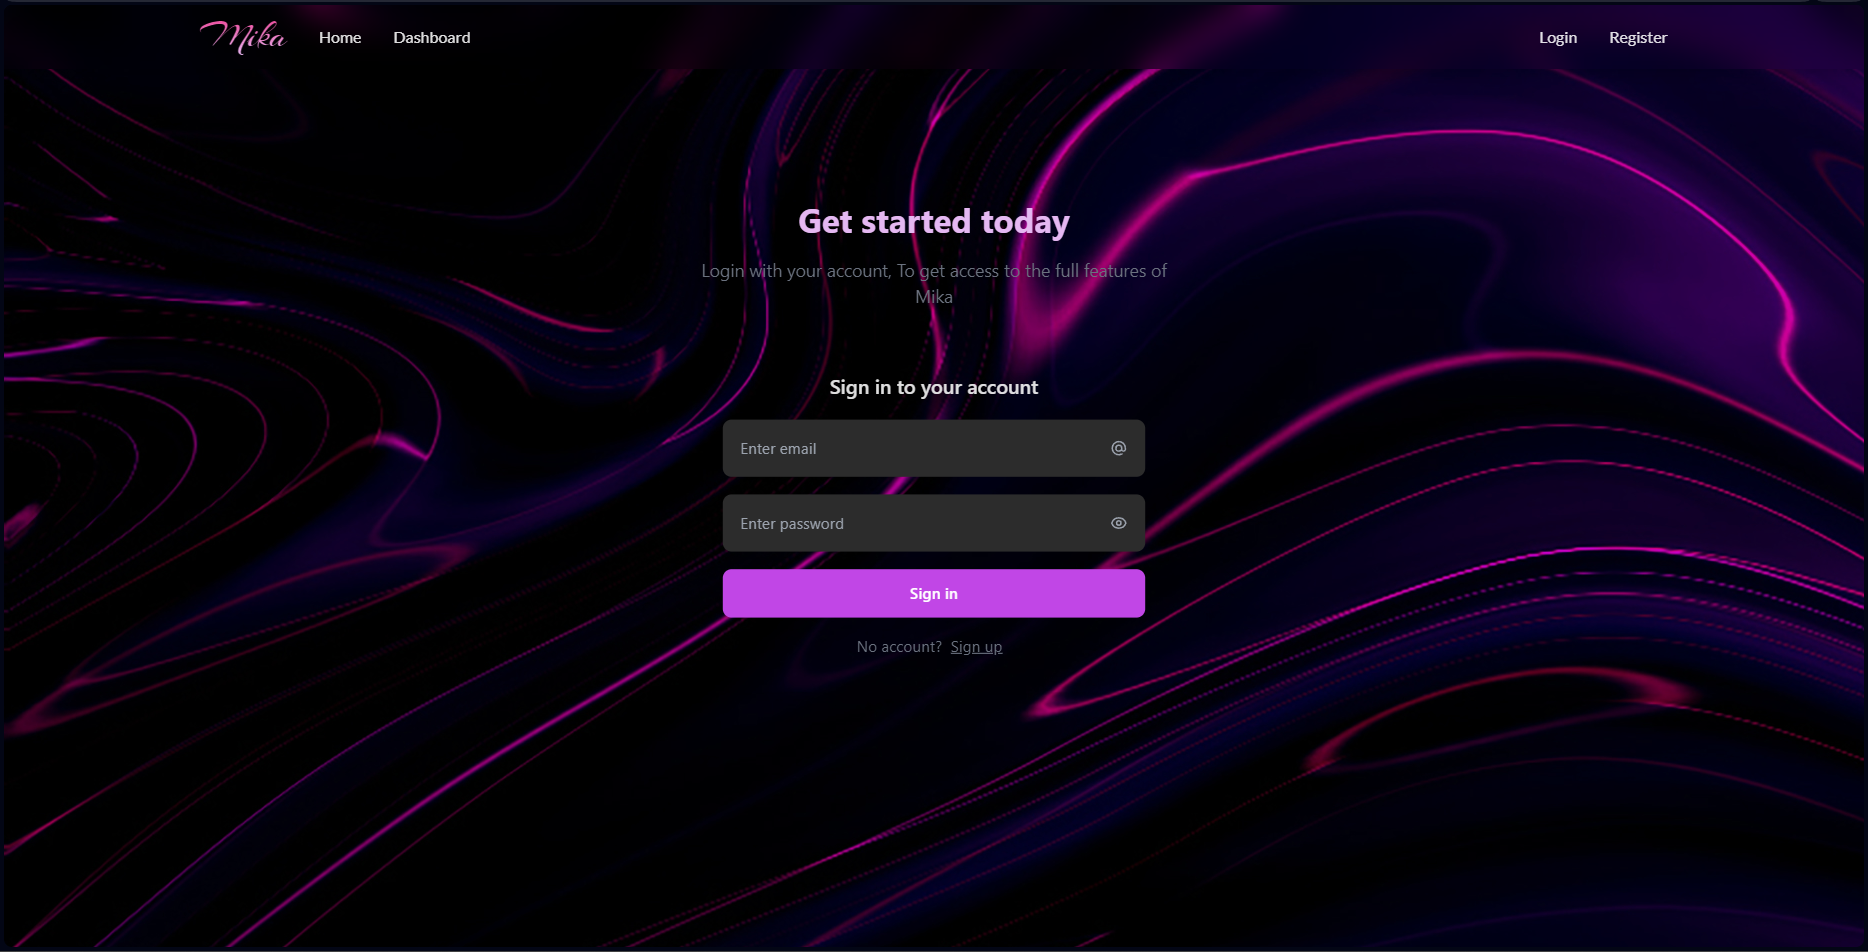 Mika Home Dashboard Login Register
Get started today
Login with your account, To get access to the full features of
Mika
Sign in to your account
Enter email @
Enter password
Sign in
No account? Sign up